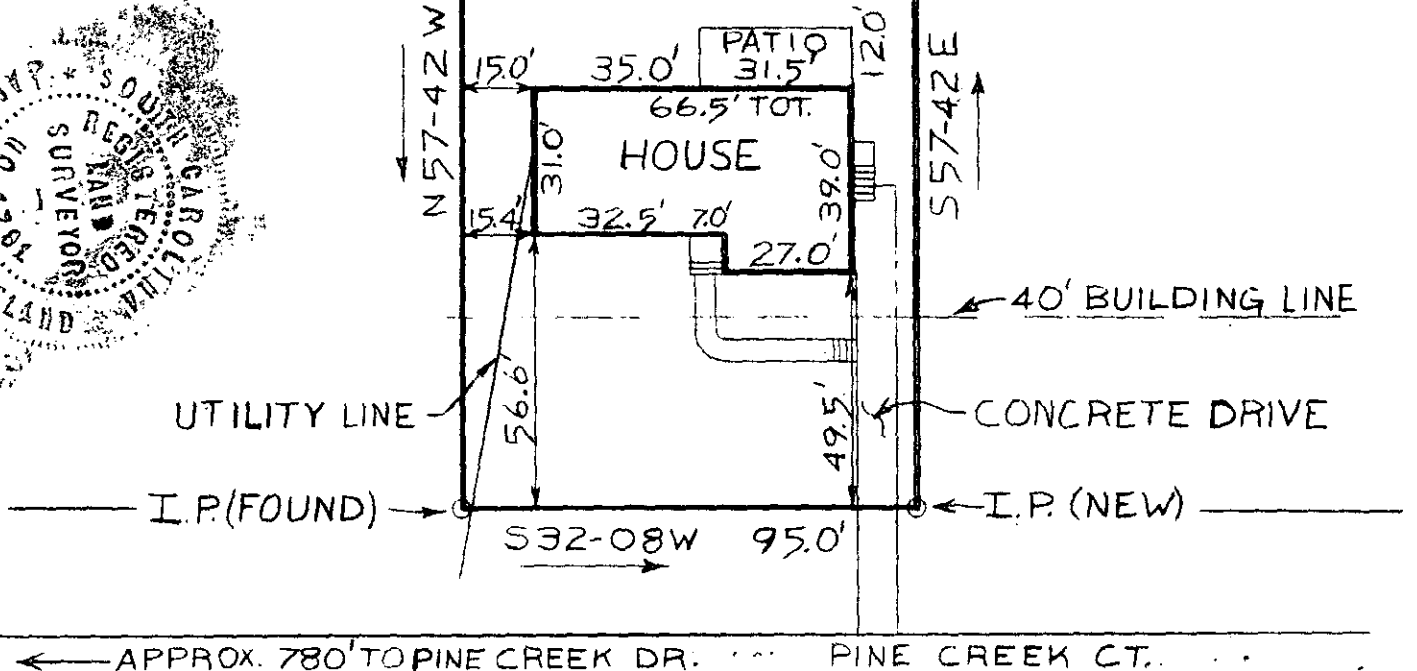 N 57-42 W
15.0'
35.0'
PATIO
31.5'
12.0'
S 57-42 E
66.5' TOT.
HOUSE
31.0'
39.0'
15.4'
32.5'
7.0'
27.0'
40' BUILDING LINE
UTILITY LINE
56.6'
49.5'
CONCRETE DRIVE
I.P. (FOUND)
I.P. (NEW)
S 32-08 W
95.0'
APPROX. 780' TO PINE CREEK DR.
PINE CREEK CT.
SOUTH CAROLINA
REGISTERED
LAND
SURVEYOR